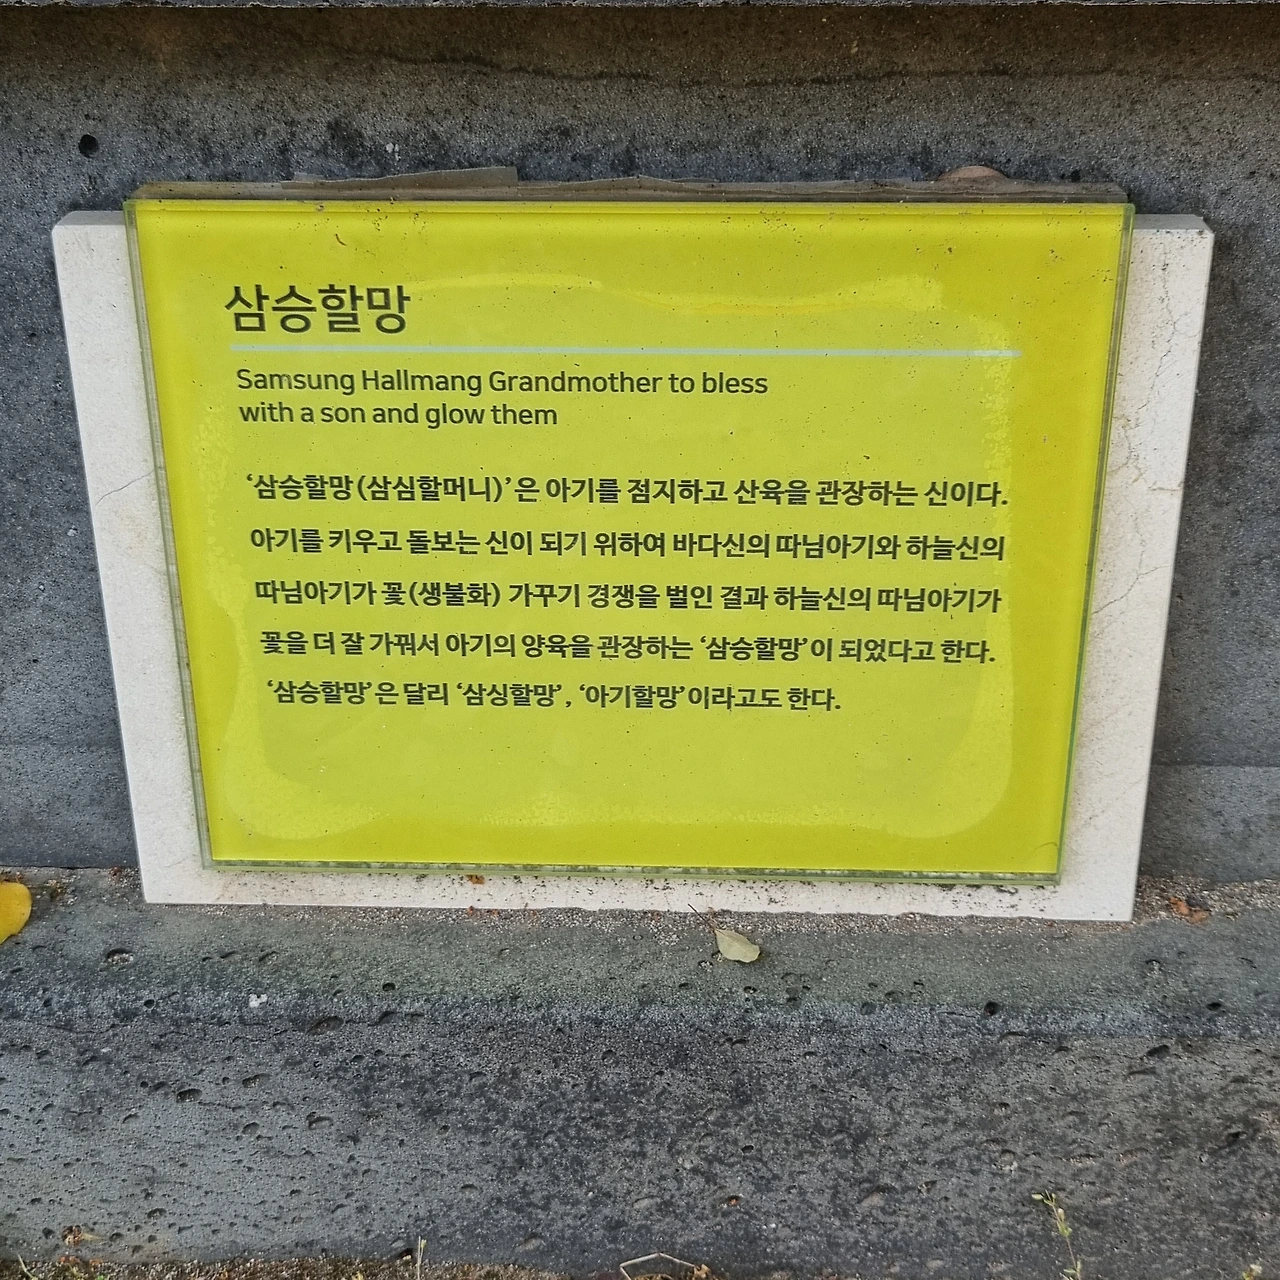 삼승할망
Samsung Hallmang Grandmother to bless
with a son and glow them
‘삼승할망(삼심할머니)’은 아기를 점지하고 산육을 관장하는 신이다.
아기를 키우고 돌보는 신이 되기 위하여 바다신의 따님아기와 하늘신의
따님아기가 꽃(생불화) 가꾸기 경쟁을 벌인 결과 하늘신의 따님아기가
꽃을 더 잘 가꿔서 아기의 양육을 관장하는 ‘삼승할망’이 되었다고 한다.
‘삼승할망’은 달리 ‘삼싱할망’, ‘아기할망’이라고도 한다.